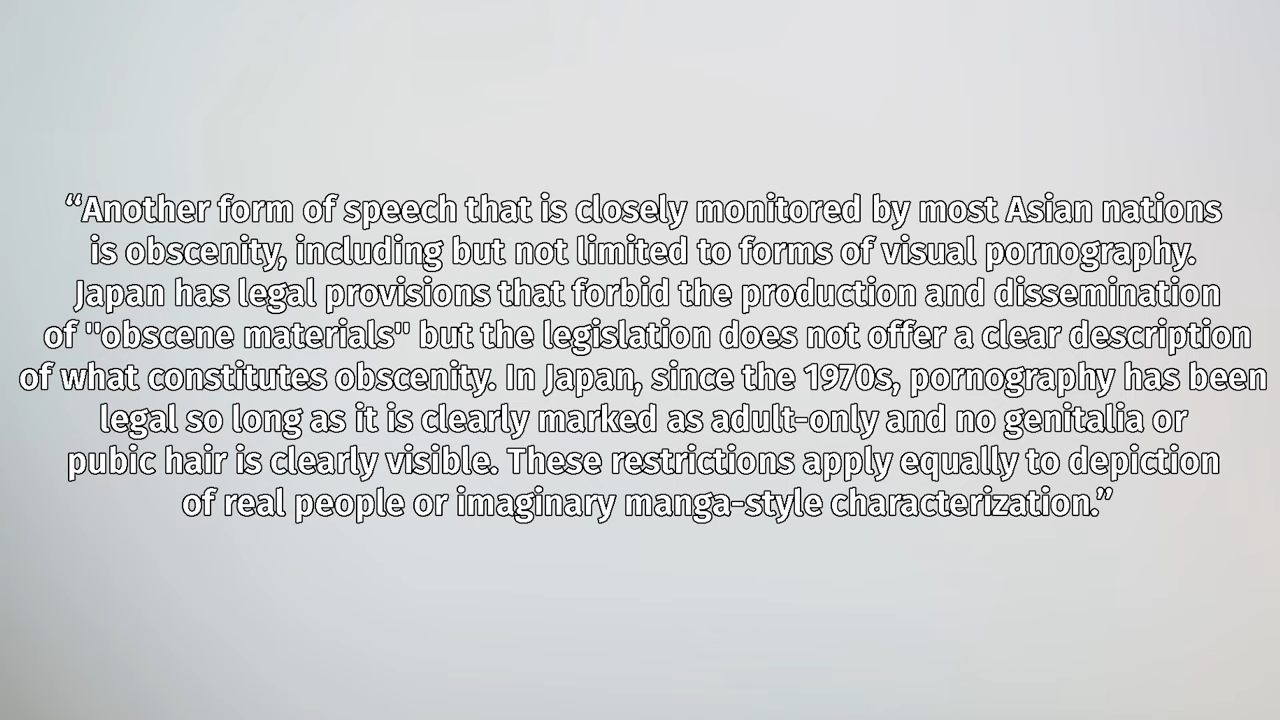 “Another form of speech that is closely monitored by most Asian nations
is obscenity, including but not limited to forms of visual pornography.
Japan has legal provisions that forbid the production and dissemination
of "obscene materials" but the legislation does not offer a clear description
of what constitutes obscenity. In Japan, since the 1970s, pornography has been
legal so long as it is clearly marked as adult-only and no genitalia or
pubic hair is clearly visible. These restrictions apply equally to depiction
of real people or imaginary manga-style characterization.”